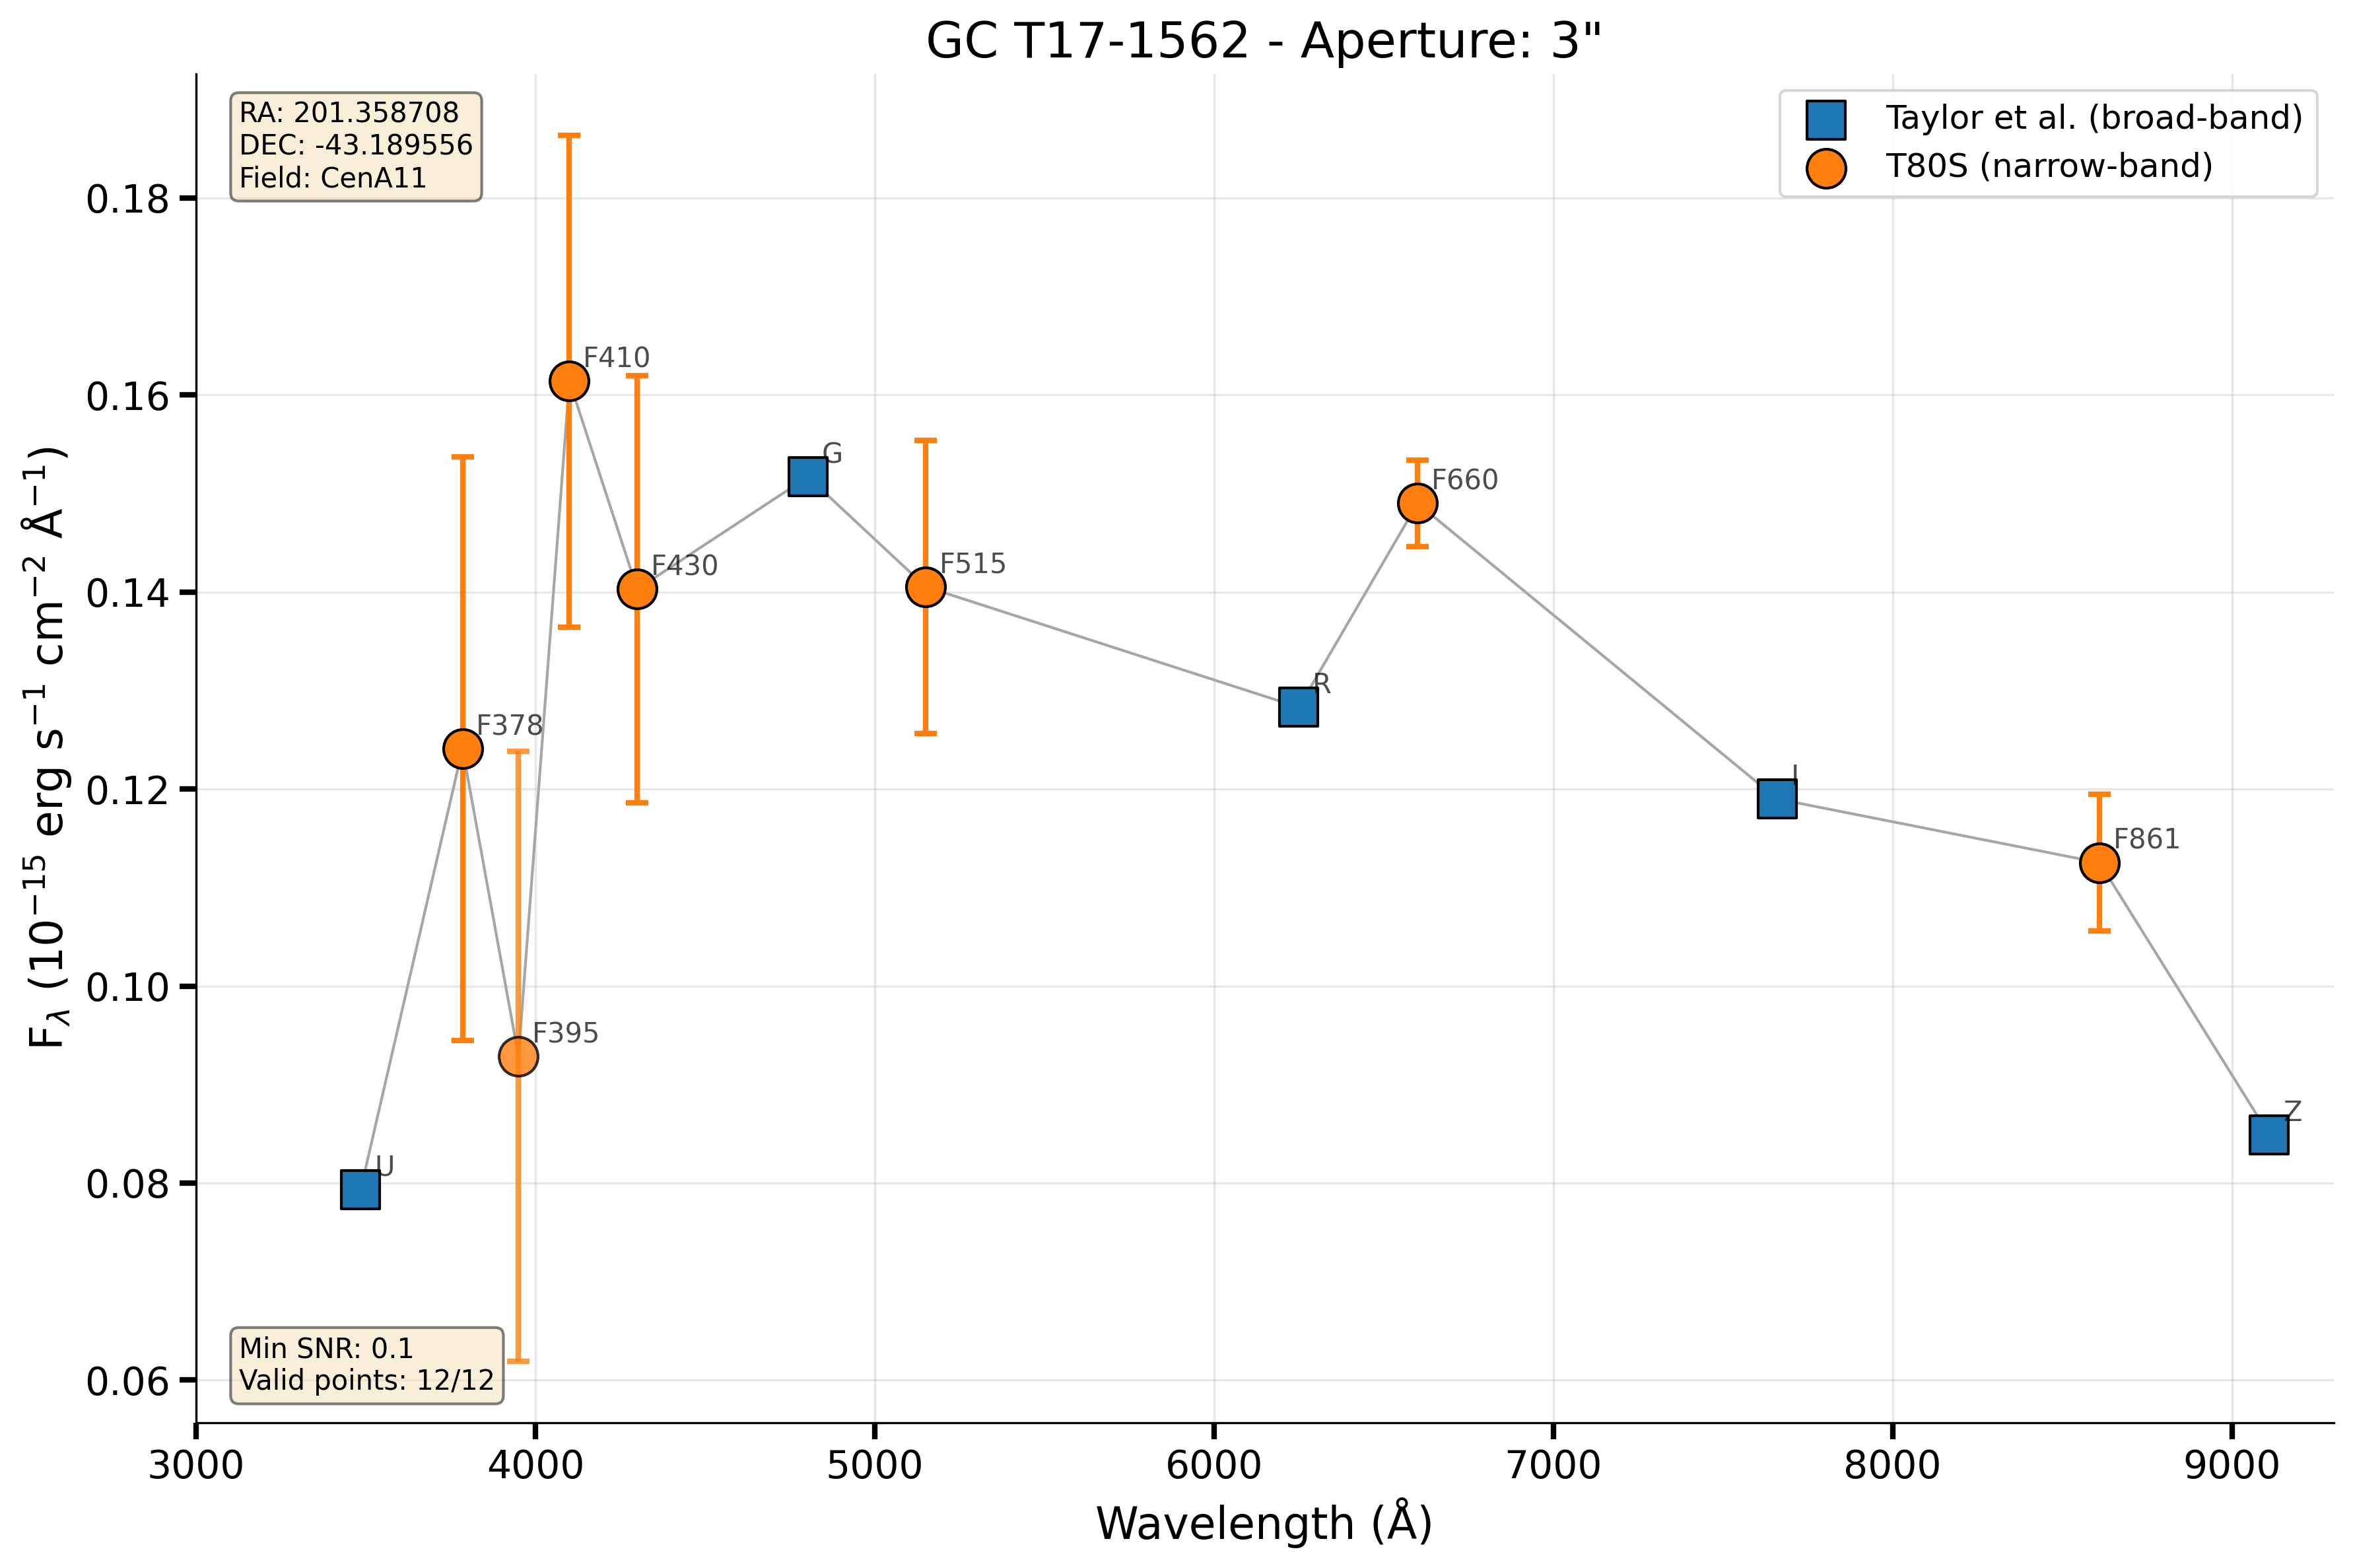 GC T17-1562 - Aperture: 3"
RA: 201.358708
DEC: -43.189556
Field: CenA11
Taylor et al. (broad-band)
T80S (narrow-band)
F_λ (10⁻¹⁵ erg s⁻¹ cm⁻² Å⁻¹)
0.18
0.16
0.14
0.12
0.10
0.08
0.06
U
F378
F395
F410
F430
G
F515
R
F660
I
F861
Z
Min SNR: 0.1
Valid points: 12/12
3000 4000 5000 6000 7000 8000 9000
Wavelength (Å)